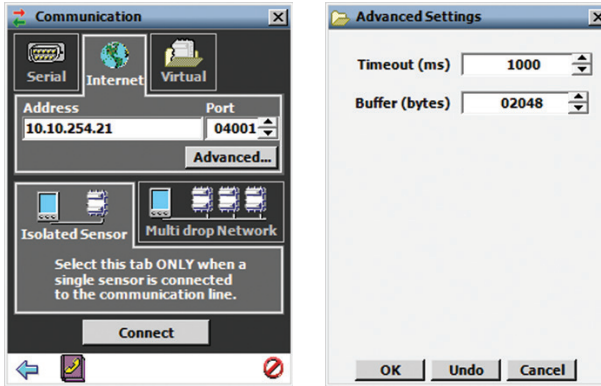 Communication
Serial
Internet
Virtual
Address
Port
10.10.254.21
04001
Advanced...
Isolated Sensor
Multi drop Network
Select this tab ONLY when a
single sensor is connected
to the communication line.
Connect
Advanced Settings
Timeout (ms)
1000
Buffer (bytes)
02048
OK
Undo
Cancel